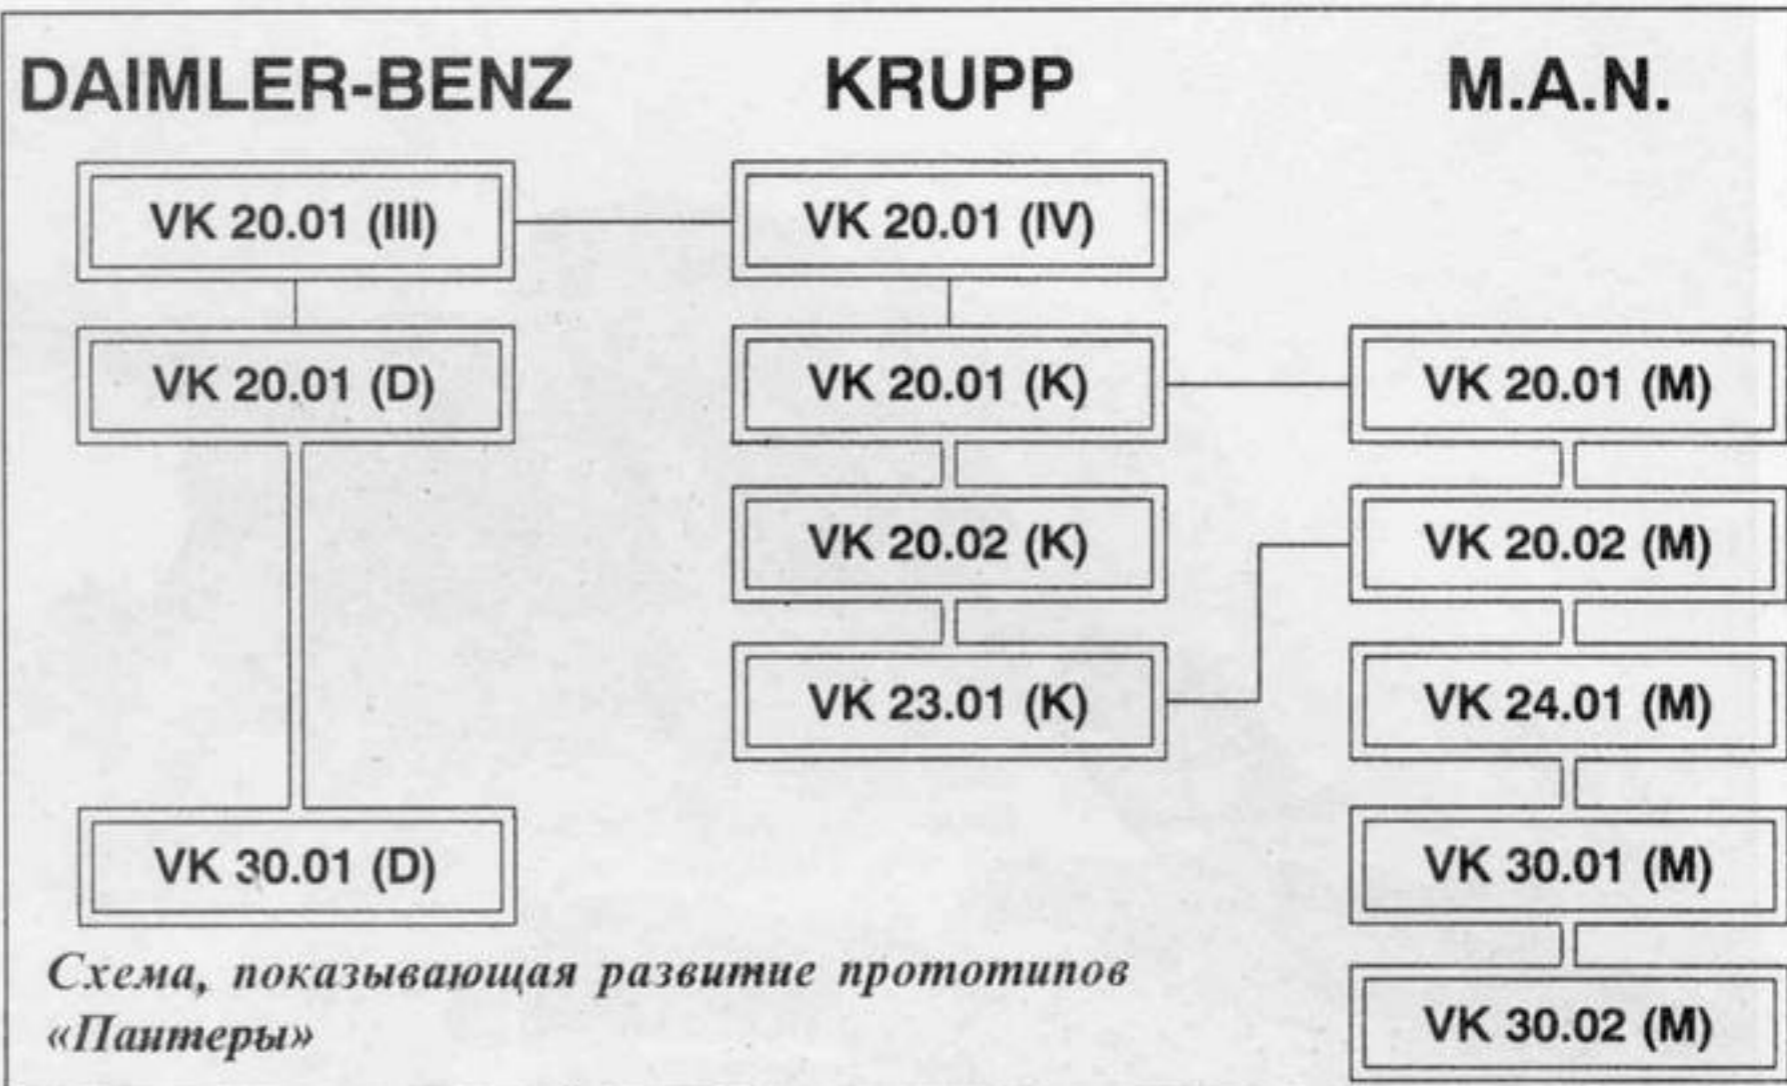 DAIMLER-BENZ KRUPP M.A.N.
VK 20.01 (III) VK 20.01 (IV)
VK 20.01 (D) VK 20.01 (K) VK 20.01 (M)
VK 20.02 (K) VK 20.02 (M)
VK 23.01 (K) VK 24.01 (M)
VK 30.01 (D) VK 30.01 (M)
VK 30.02 (M)
Схема, показывающая развитие прототипов
«Пантеры»